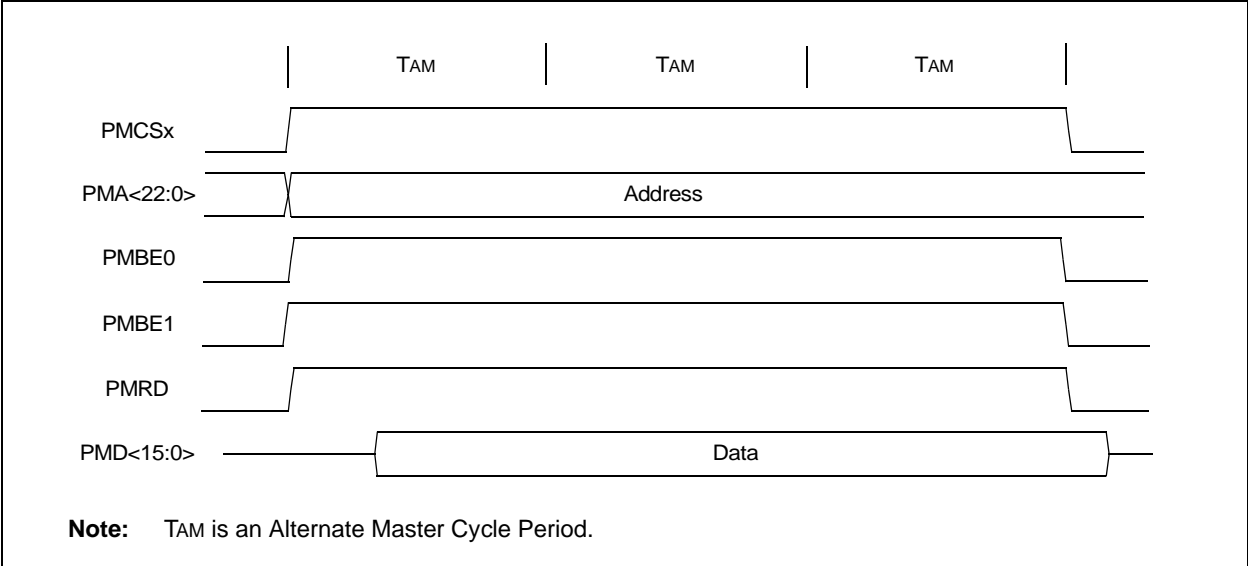 TAM TAM TAM
PMCSx
PMA<22:0> Address
PMBE0
PMBE1
PMRD
PMD<15:0> Data
Note: TAM is an Alternate Master Cycle Period.